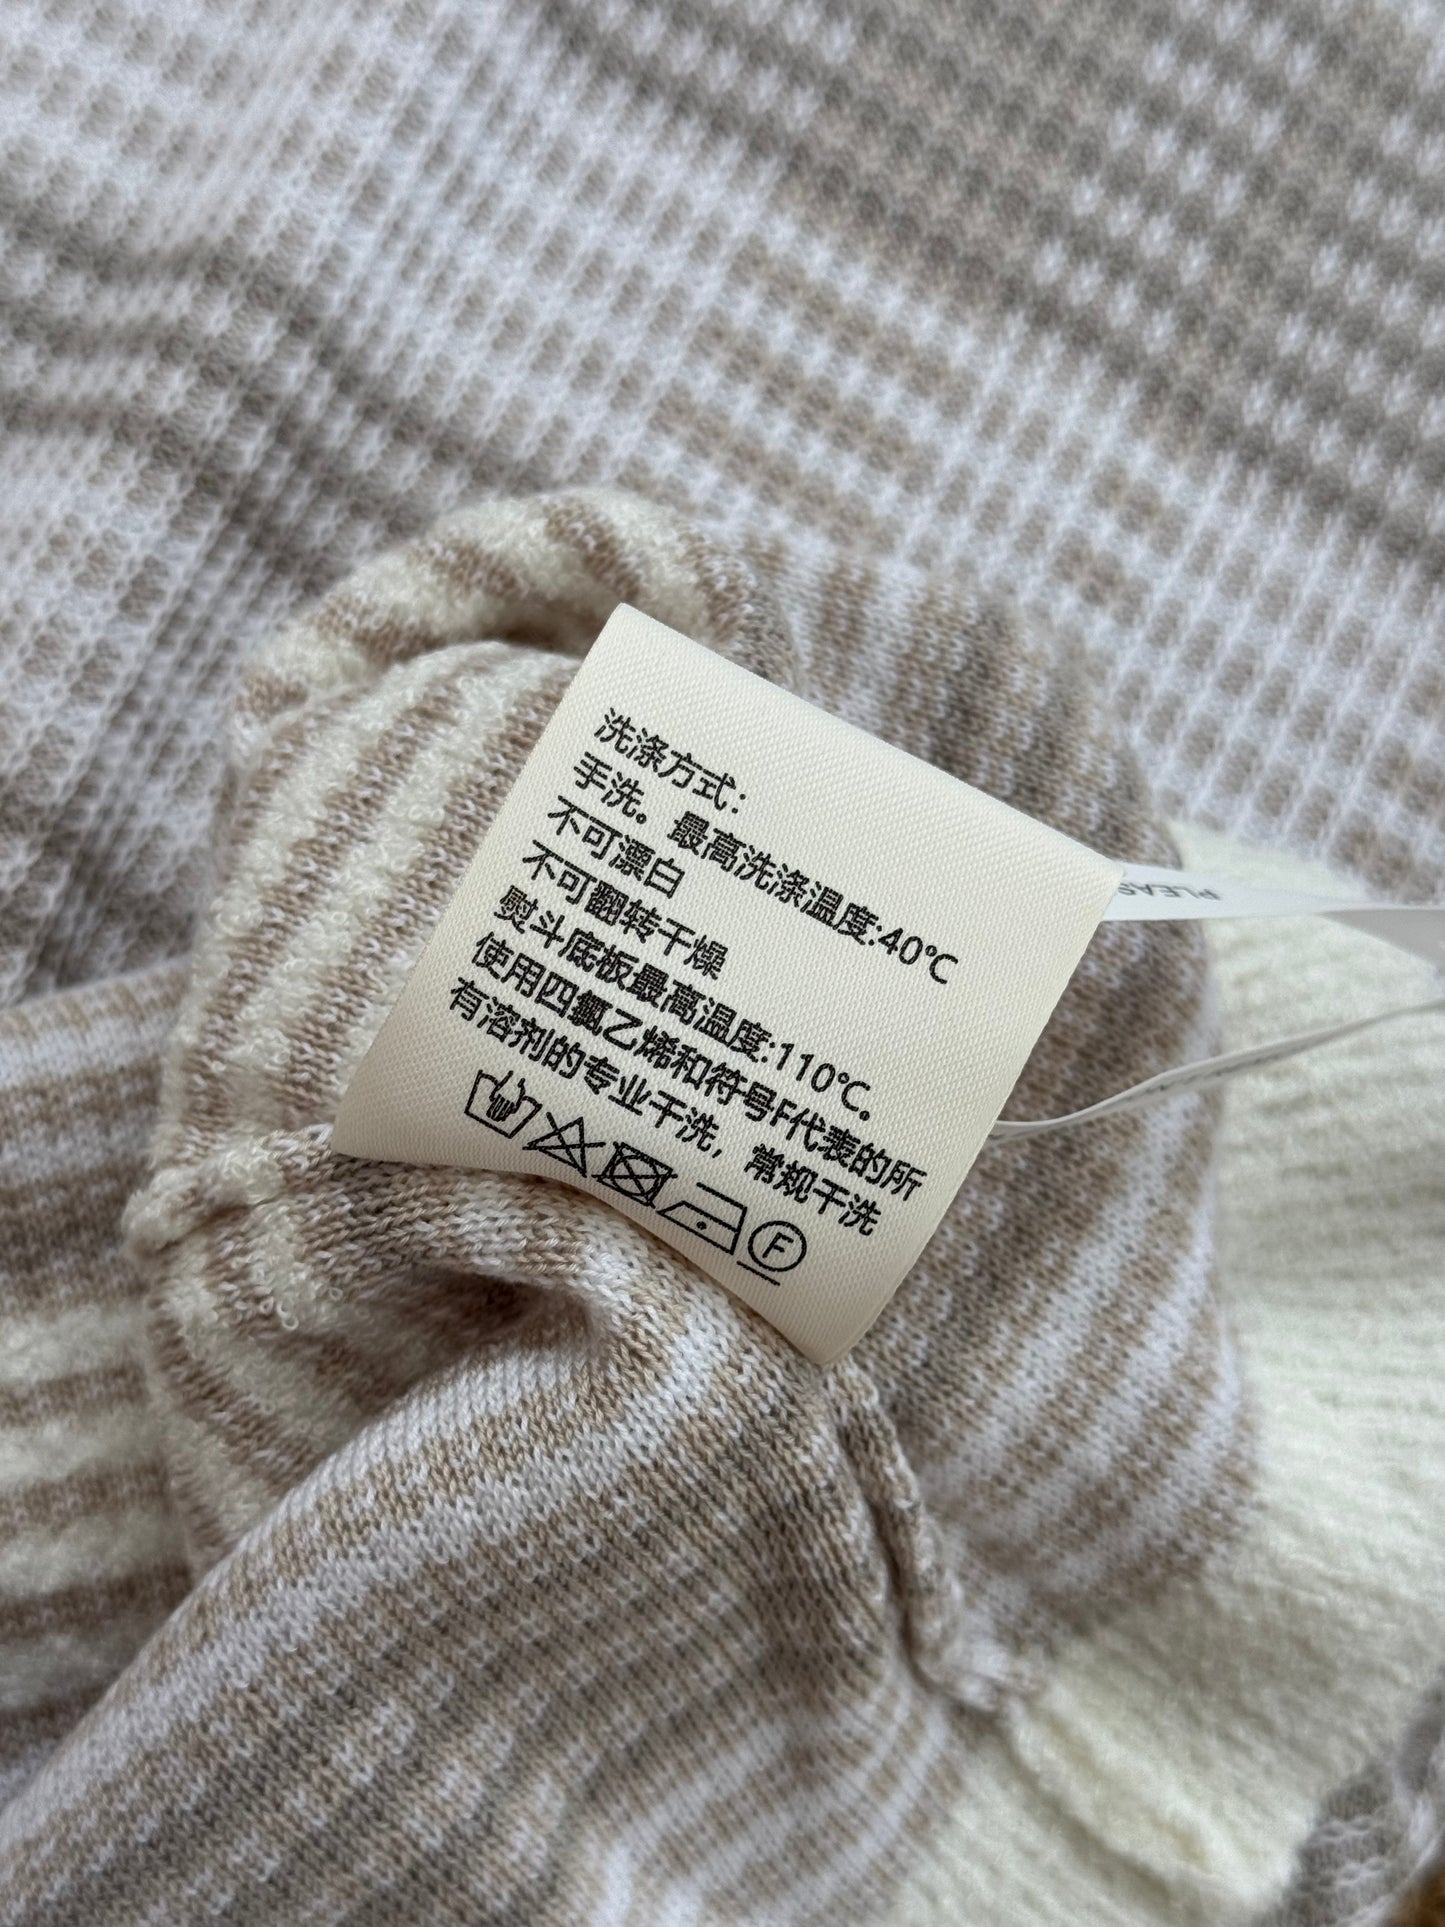 洗涤方式：
手洗。最高洗涤温度:40℃
不可漂白
不可翻转干燥
熨斗底板最高温度:110℃。
使用四氯乙烯和符号F代表的所
有溶剂的专业干洗，常规干洗
F
PLEAS